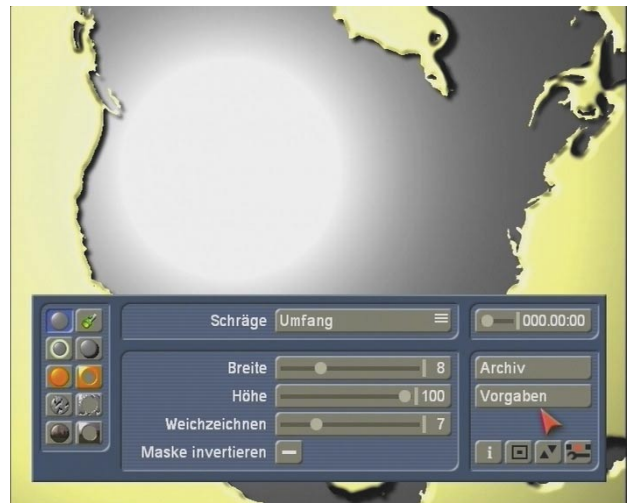 Schräge Umfang 000.00:00
Breite 8 Archiv
Höhe 100 Vorgaben
Weichzeichnen 7
Maske invertieren i